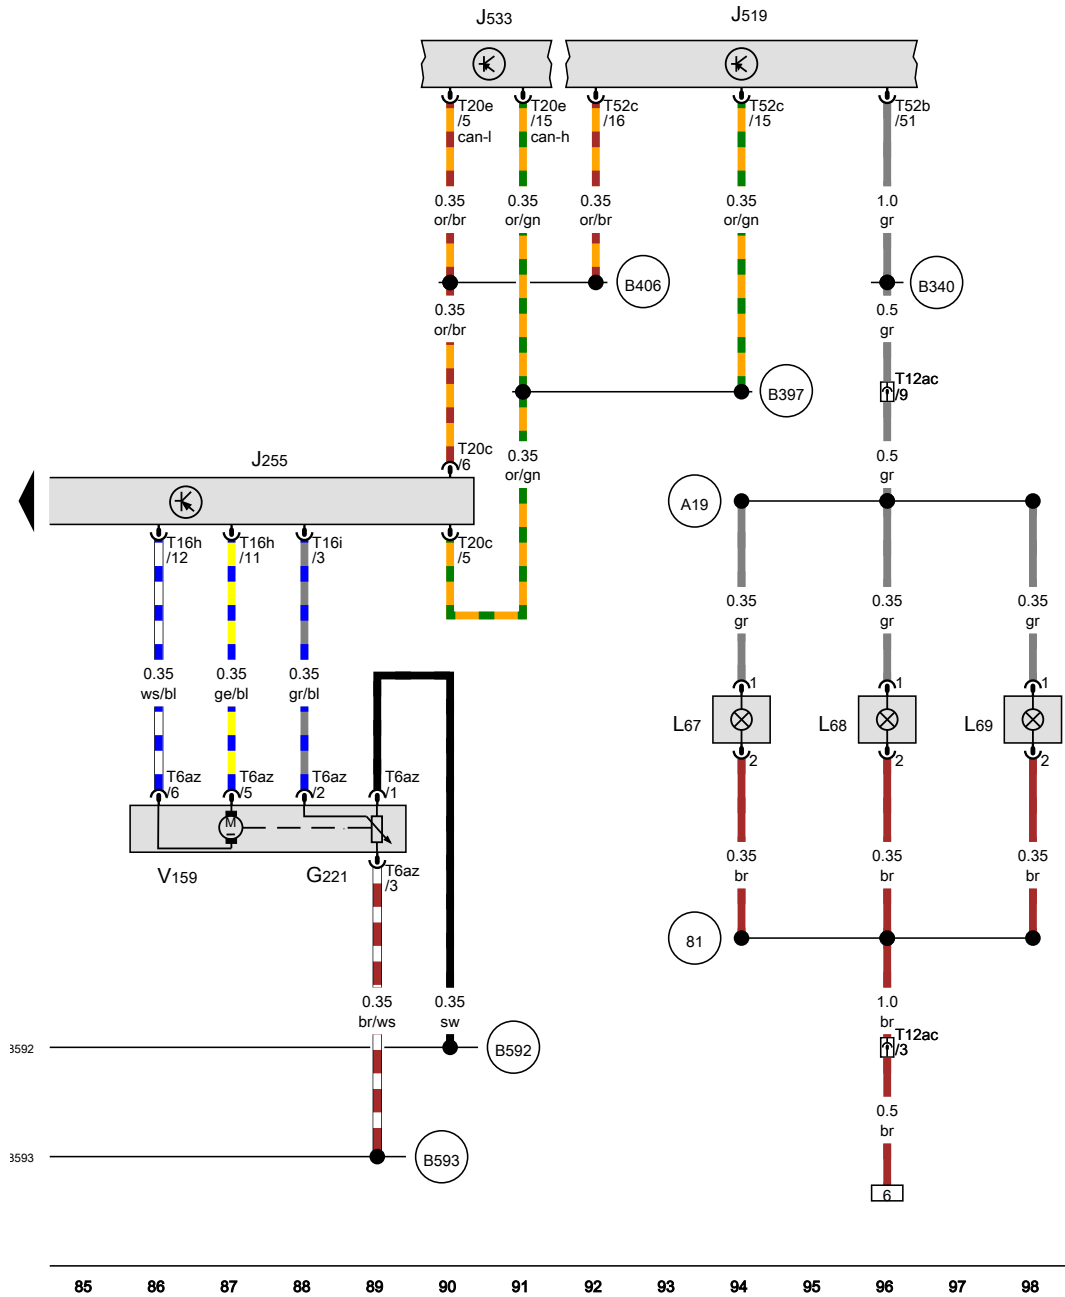 J533
J519
T20e
/5
can-l
T20e
/15
can-h
T52c
/16
T52c
/15
T52b
/51
0.35
or/br
0.35
or/gn
0.35
or/br
0.35
or/gn
1.0
gr
B406
B340
0.35
or/br
0.5
gr
T12ac
/9
B397
J255
T20c
/6
0.35
or/gn
0.5
gr
A19
T16h
/12
T16h
/11
T16i
/3
T20c
/5
0.35
gr
0.35
gr
0.35
gr
0.35
ws/bl
0.35
ge/bl
0.35
gr/bl
1
1
1
L67
L68
L69
2
2
2
T6az
/6
T6az
/5
T6az
/2
T6az
/1
M
V159
G221
T6az
/3
0.35
br
0.35
br
0.35
br
81
0.35
br/ws
0.35
sw
1.0
br
T12ac
/3
B592
B592
0.5
br
B593
B593
6
85 86 87 88 89 90 91 92 93 94 95 96 97 98